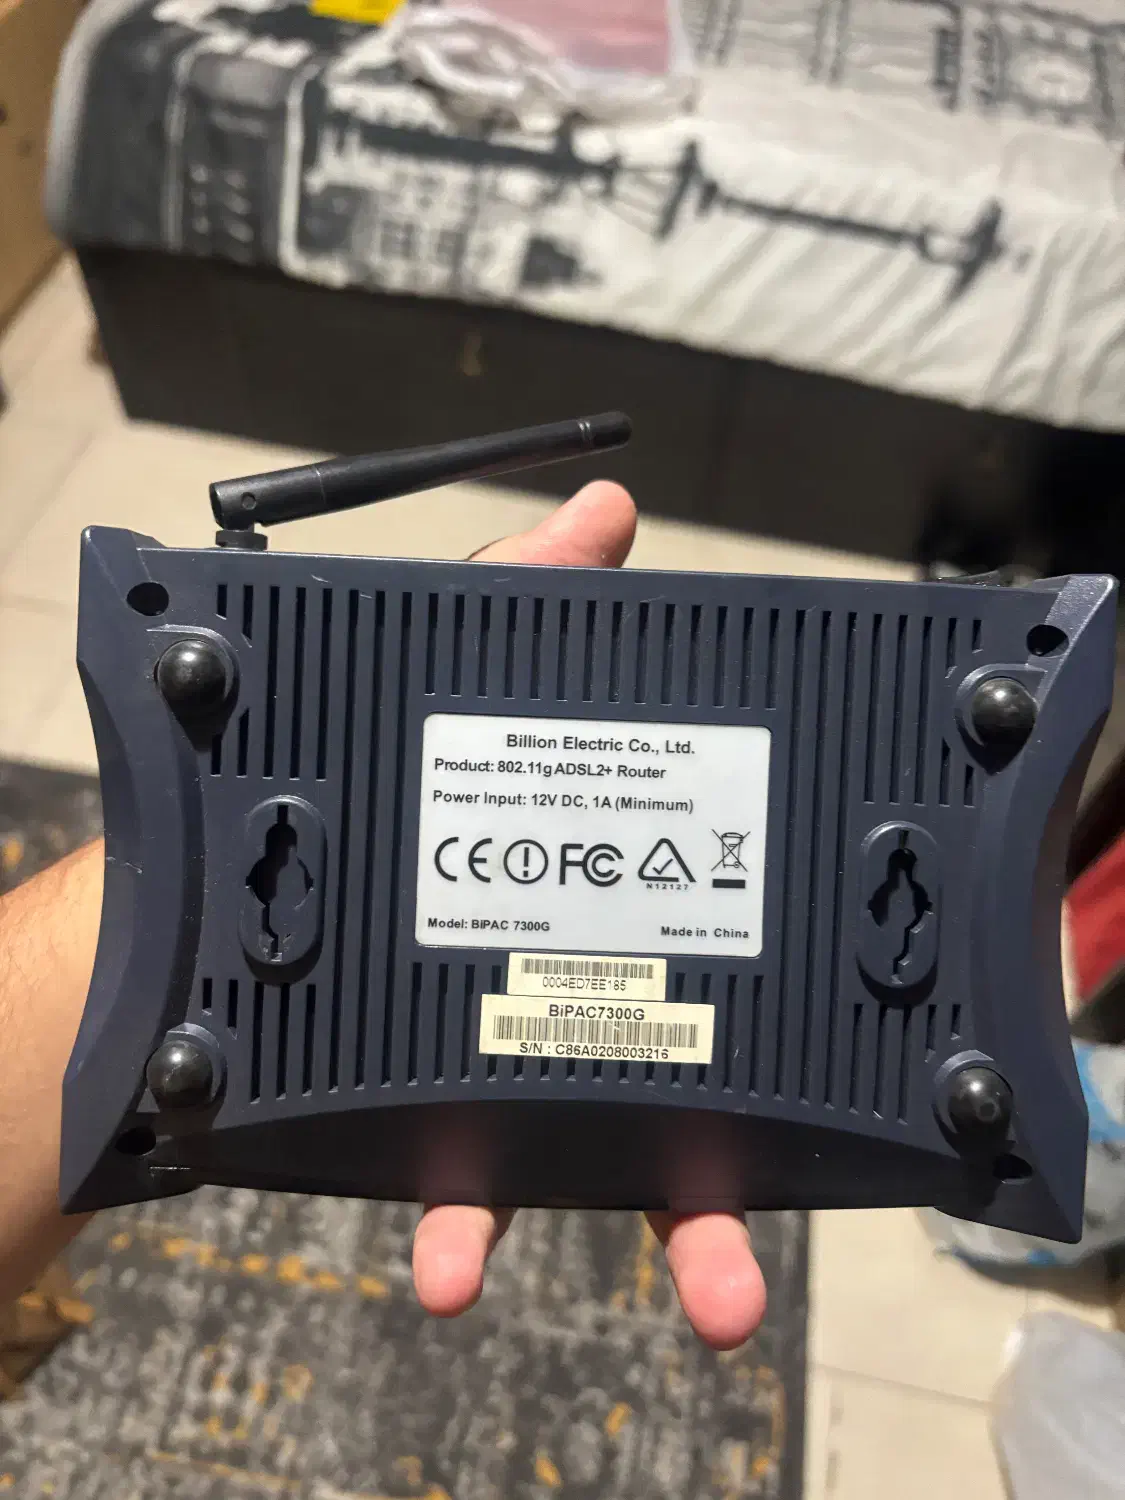 Billion Electric Co., Ltd.
Product: 802.11g ADSL2+ Router
Power Input: 12V DC, 1A (Minimum)
CE FC
N12127
Model: BiPAC 7300G
Made in China
0004ED7EE185
BiPAC7300G
S/N : C86A0208003216